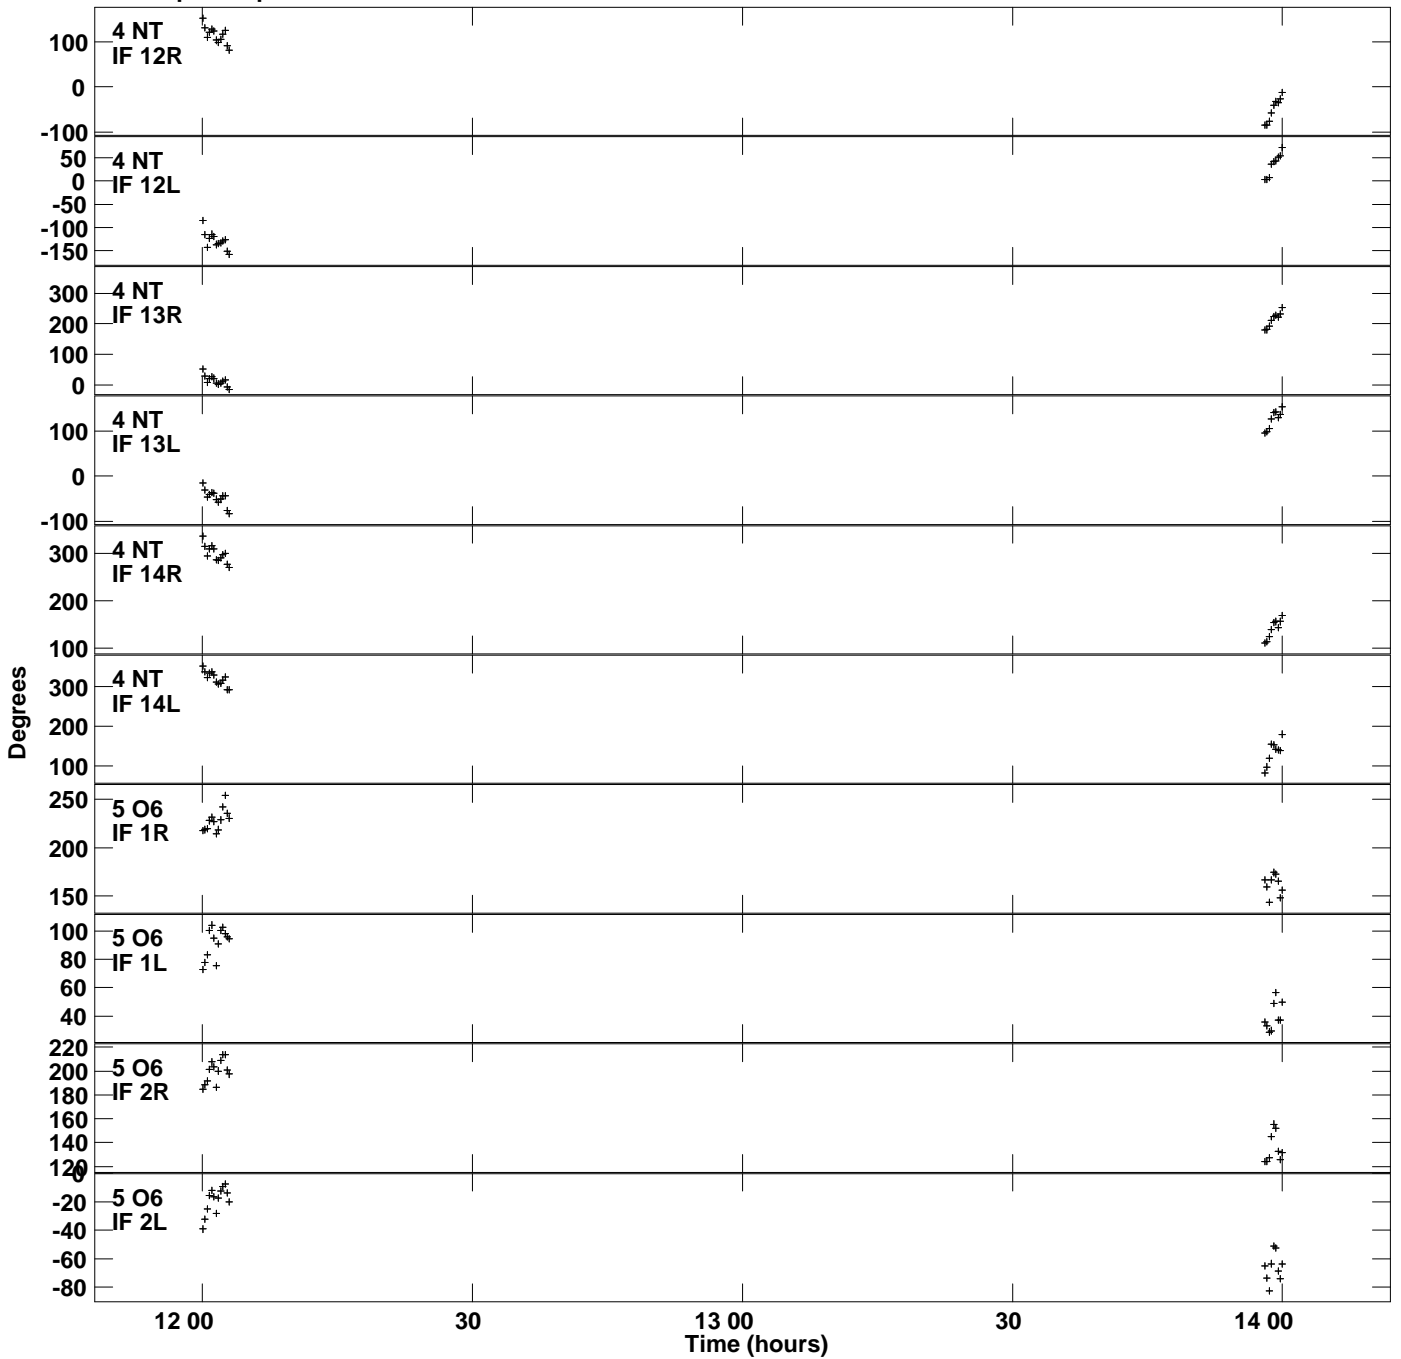 4 NT
IF 12R
100
0
-100
4 NT
IF 12L
50
0
-50
-100
-150
4 NT
IF 13R
300
200
100
0
4 NT
IF 13L
100
0
-100
4 NT
IF 14R
300
200
100
4 NT
IF 14L
300
200
100
5 O6
IF 1R
250
200
150
5 O6
IF 1L
100
80
60
40
5 O6
IF 2R
220
200
180
160
140
120
5 O6
IF 2L
0
-20
-40
-60
-80
Degrees
12 00
30
13 00
30
14 00
Time (hours)